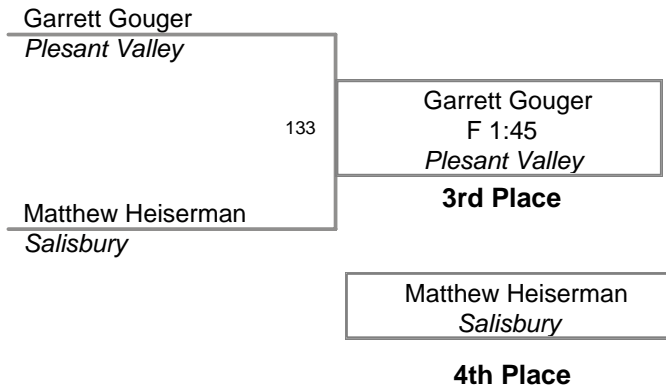 Garrett Gouger
Plesant Valley
133
Garrett Gouger
F 1:45
Plesant Valley
3rd Place
Matthew Heiserman
Salisbury
Matthew Heiserman
Salisbury
4th Place